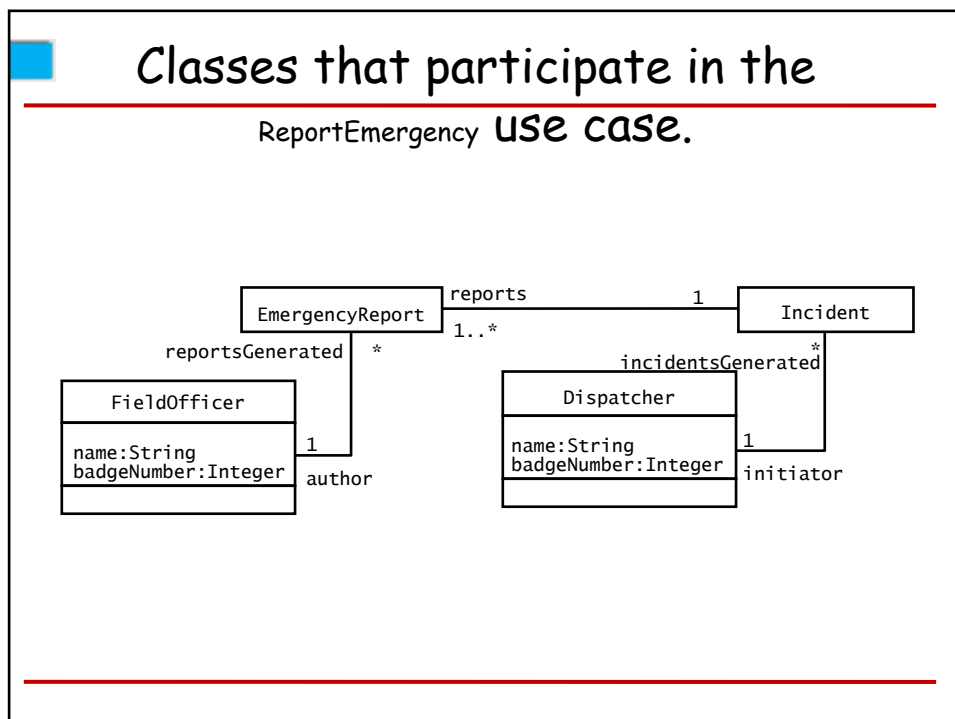 Classes that participate in the
ReportEmergency use case.
reports
1
EmergencyReport
Incident
1..*
reportsGenerated
*
*
incidentsGenerated
FieldOfficer
Dispatcher
name:String
badgeNumber:Integer
1
author
name:String
badgeNumber:Integer
1
initiator